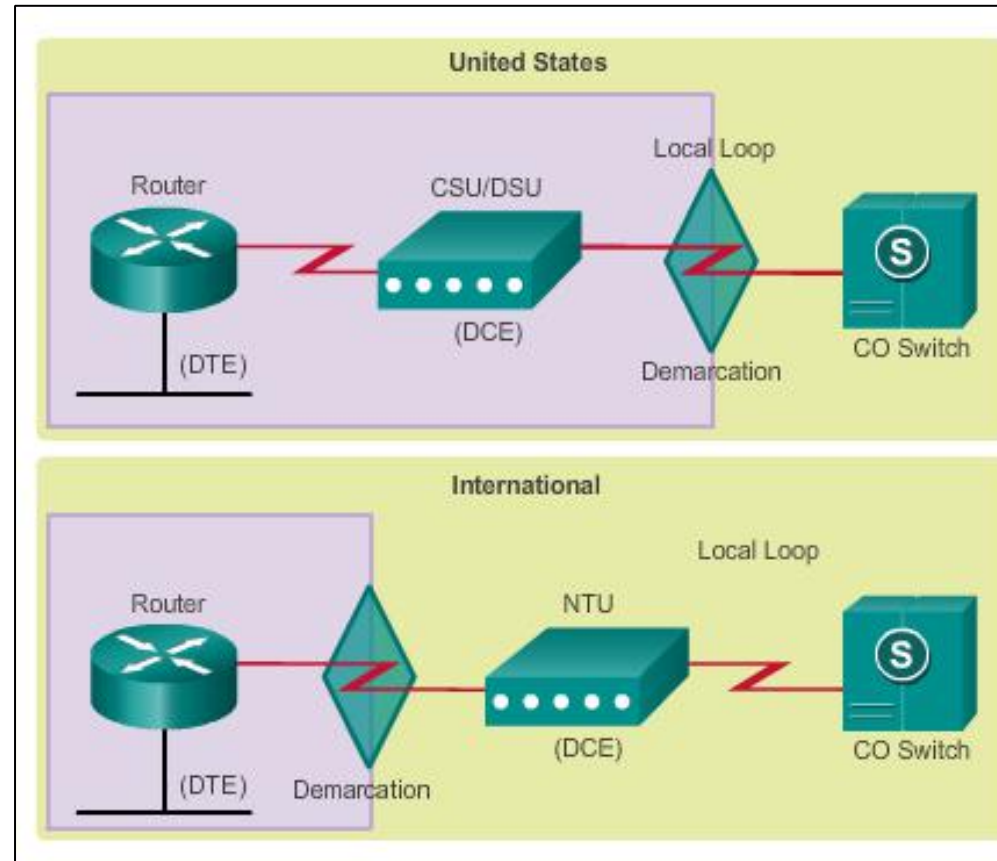 United States
Local Loop
Router
CSU/DSU
S
(DCE)
CO Switch
(DTE)
Demarcation
International
Local Loop
Router
NTU
S
(DCE)
CO Switch
(DTE)
Demarcation